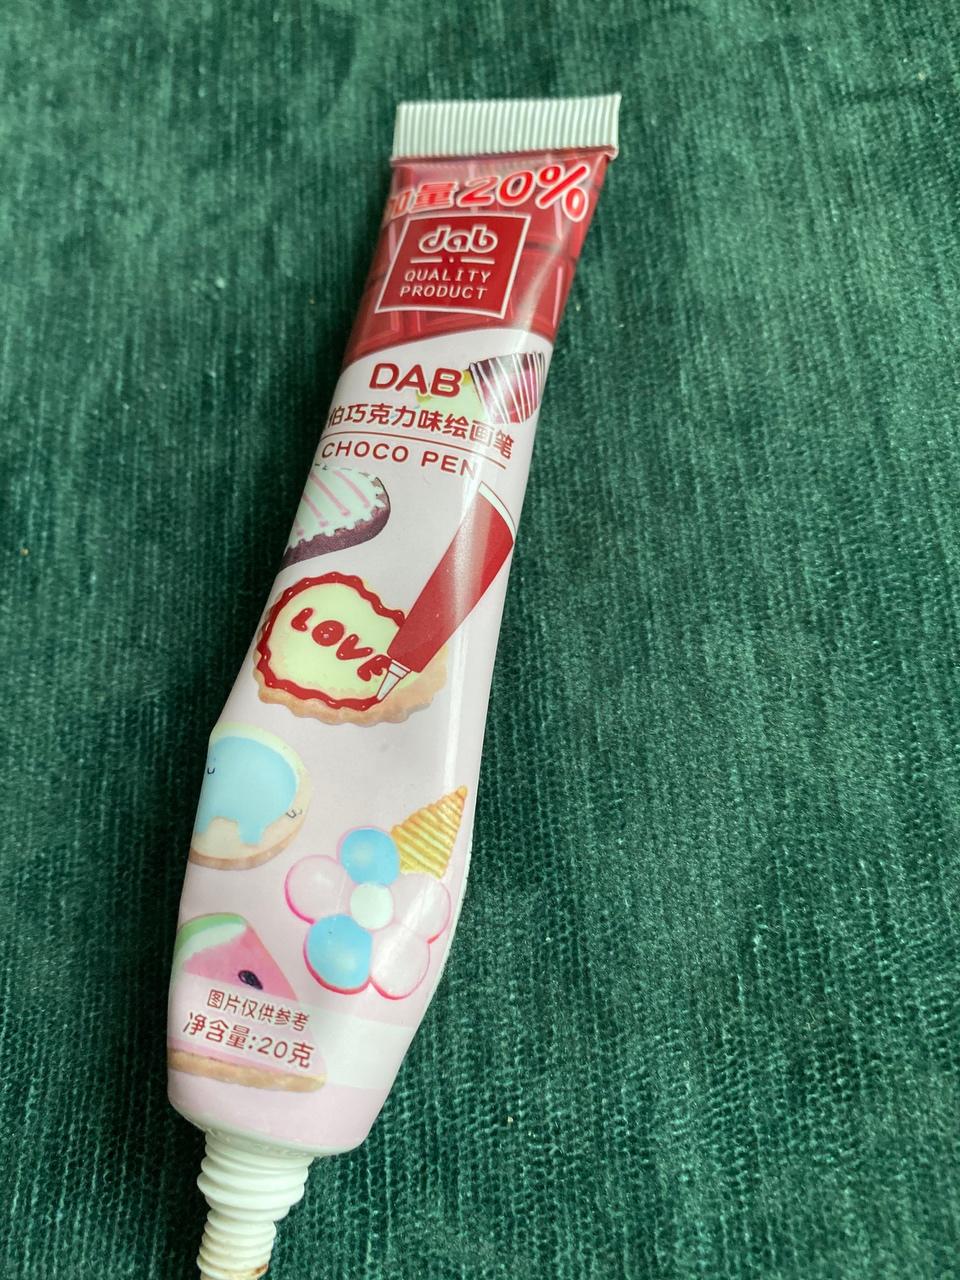 量20%
dab
QUALITY
PRODUCT
DAB
伯巧克力味绘画笔
CHOCO PEN
LOVE
图片仅供参考
净含量:20克